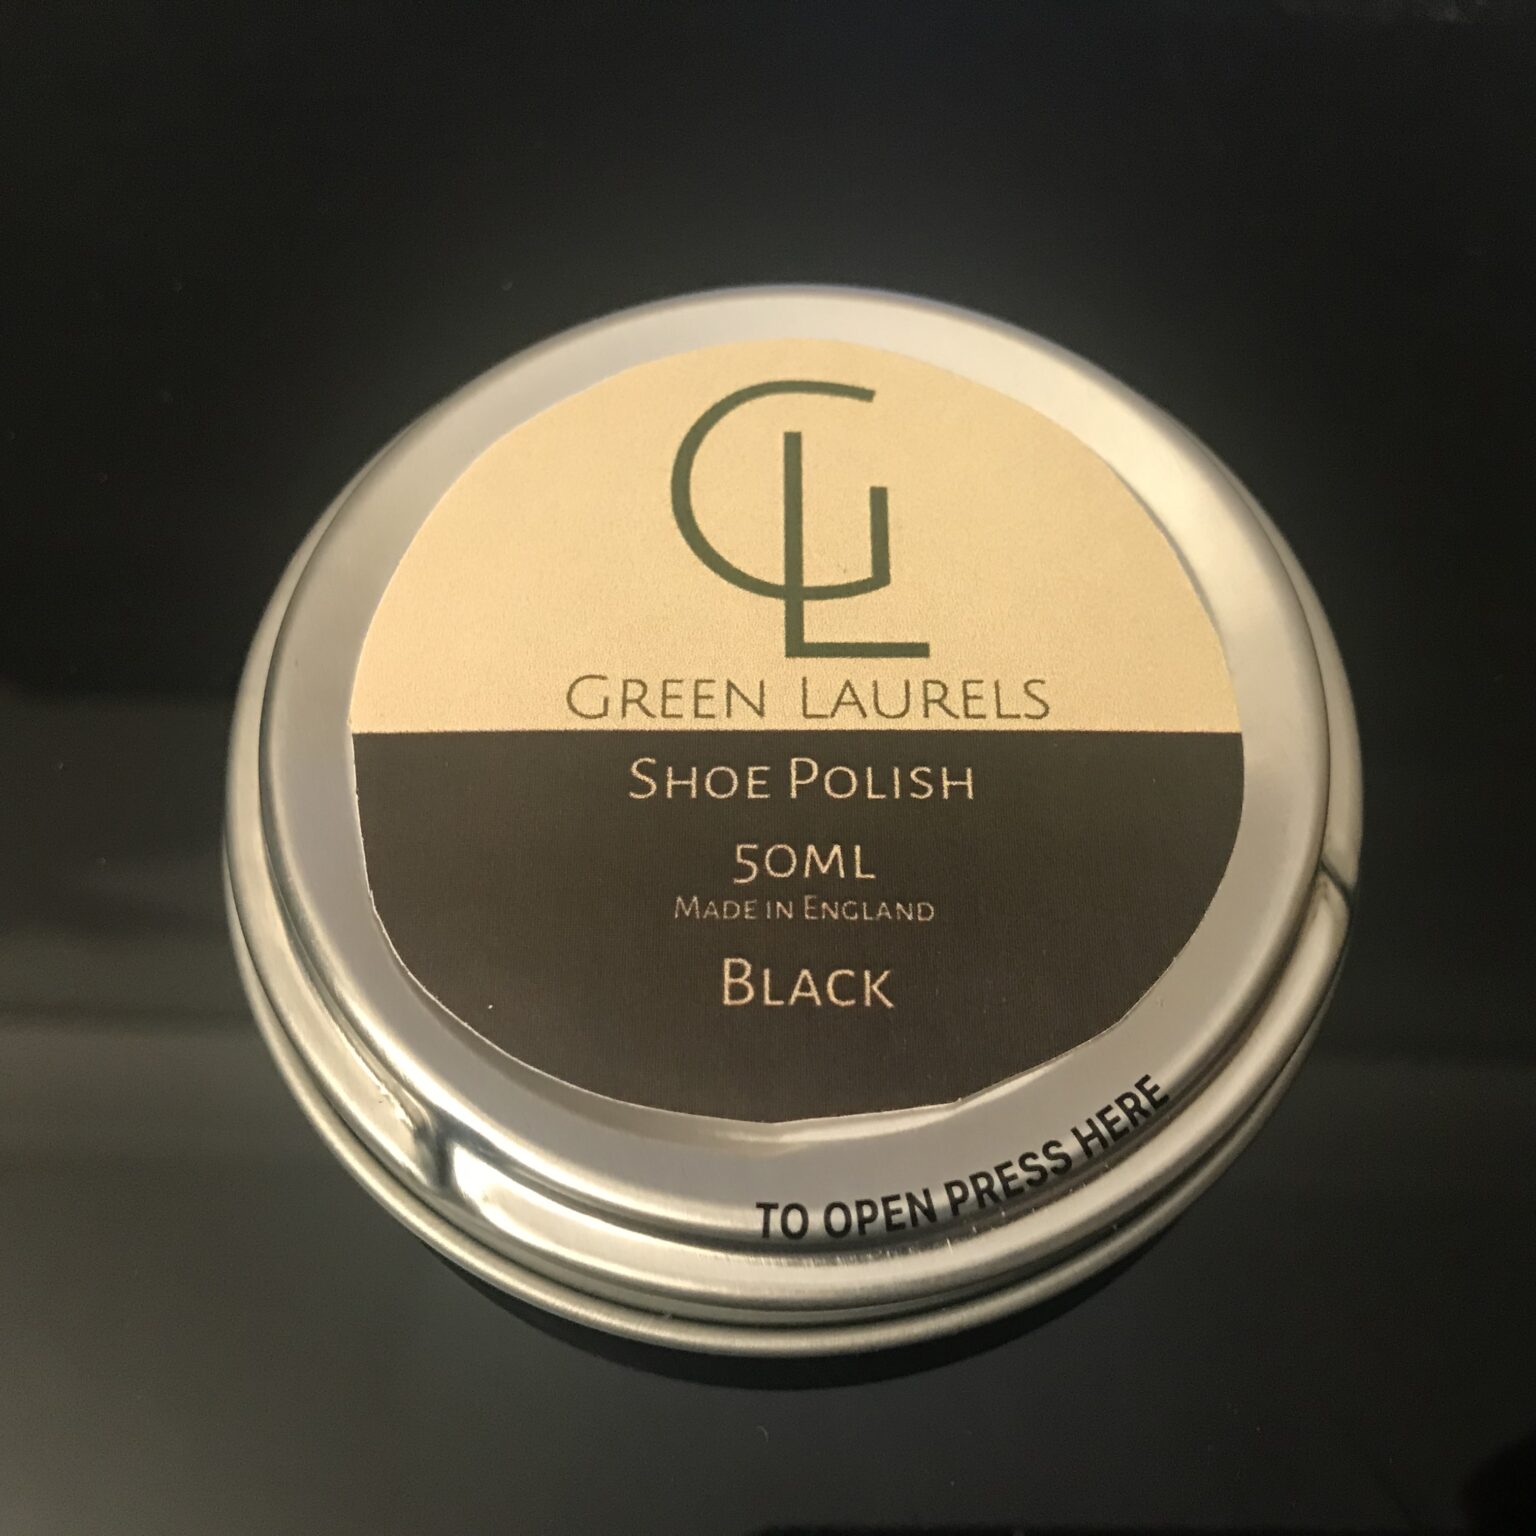 GL
GREEN LAURELS
SHOE POLISH
50ML
MADE IN ENGLAND
BLACK
TO OPEN PRESS HERE